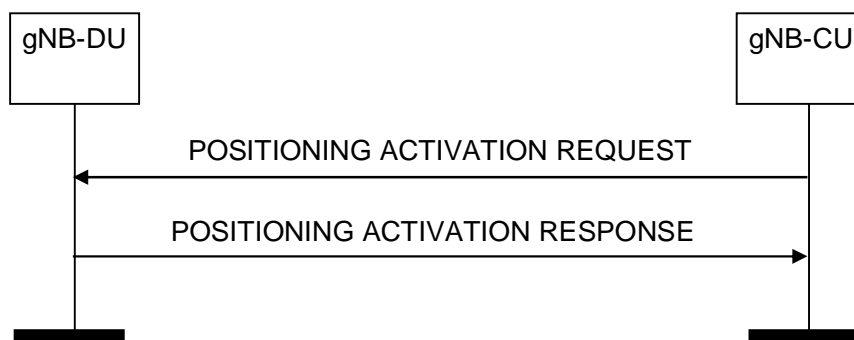 gNB-DU
gNB-CU
POSITIONING ACTIVATION REQUEST
POSITIONING ACTIVATION RESPONSE